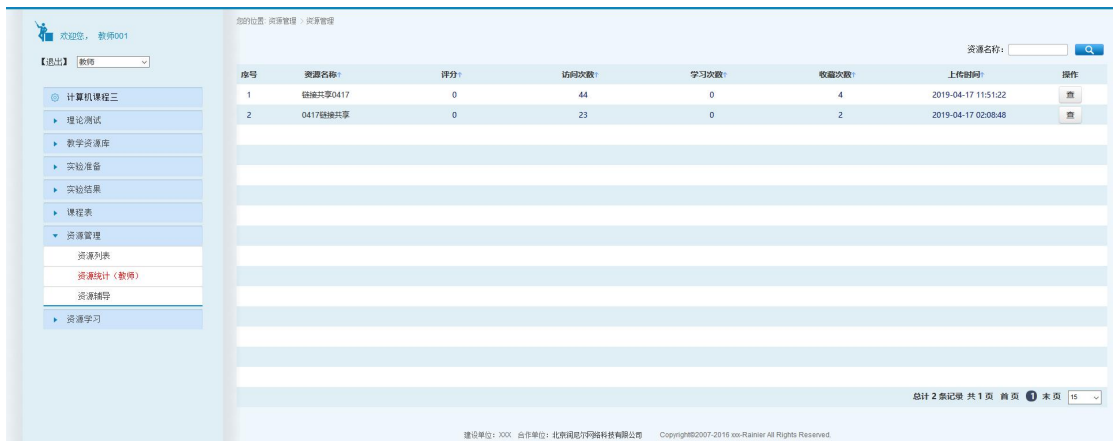 您的位置: 资源管理 > 资源管理
欢迎您， 教师001
【退出】 教师
资源名称：
序号 资源名称↑ 评分↑ 访问次数↑ 学习次数↑ 收藏次数↑ 上传时间↑ 操作
1 链接共享0417 0 44 0 4 2019-04-17 11:51:22 查
2 0417链接共享 0 23 0 2 2019-04-17 02:08:48 查
计算机课程三
理论测试
教学资源库
实验准备
实验结果
课程表
资源管理
资源列表
资源统计（教师）
资源辅导
资源学习
总计 2 条记录 共 1 页 首 页 1 末 页 15
建设单位：XXX 合作单位：北京润尼尔网络科技有限公司 Copyright©2007-2016 xxx-Rainier All Rights Reserved.